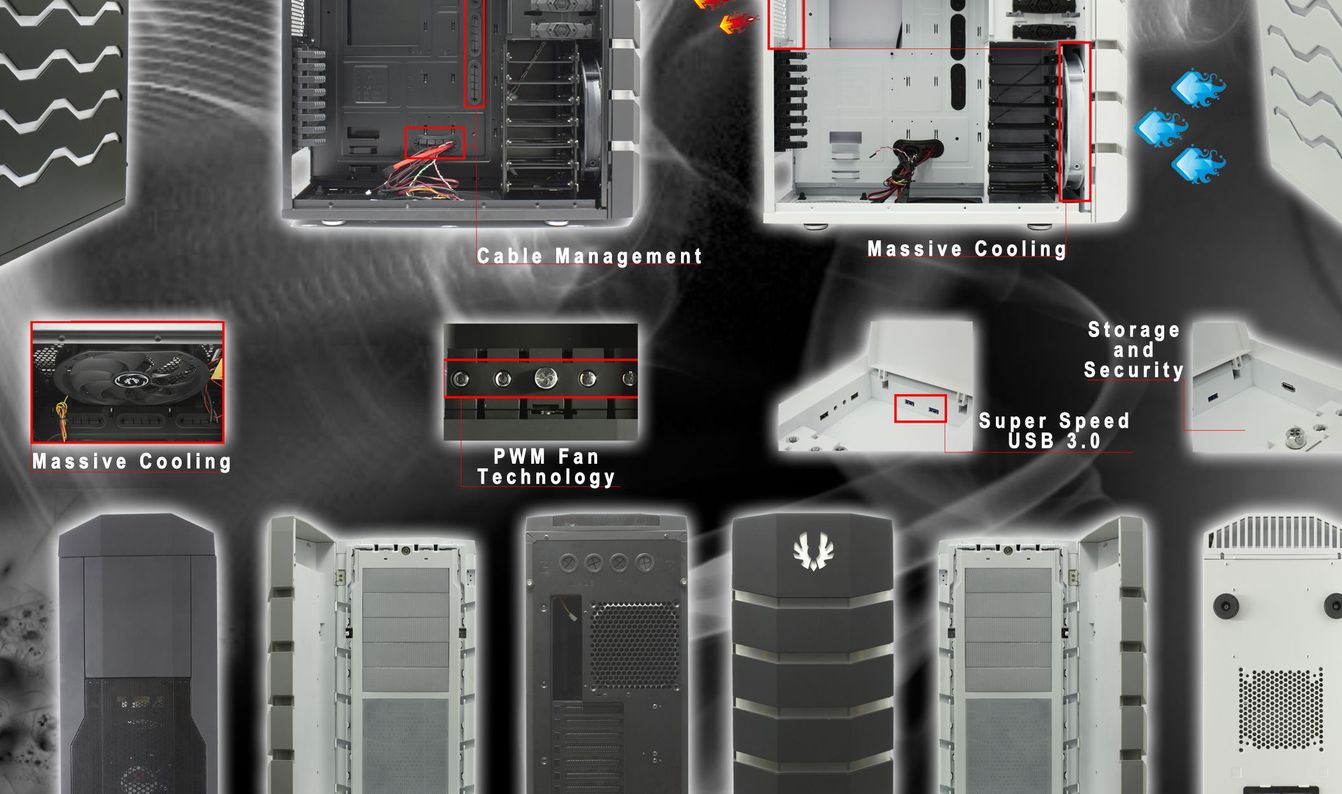 Cable Management
Massive Cooling
Storage
and
Security
Super Speed
USB 3.0
Massive Cooling
PWM Fan
Technology